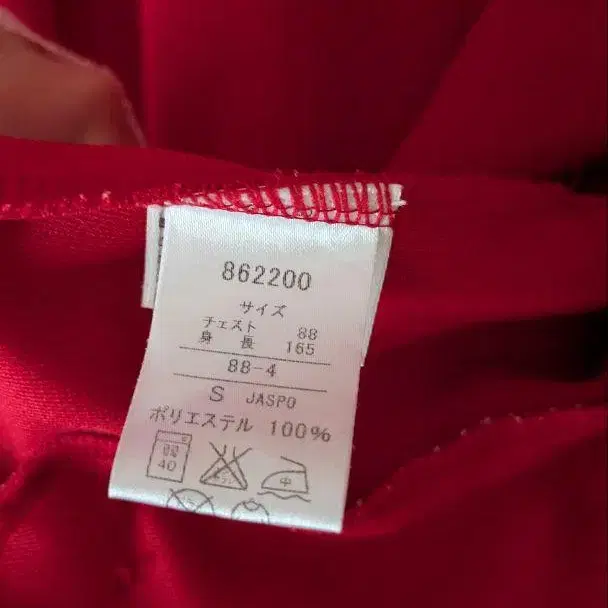 862200
サイズ
チェスト 88
身長 165
88-4
S JASPO
ポリエステル 100%
40
中